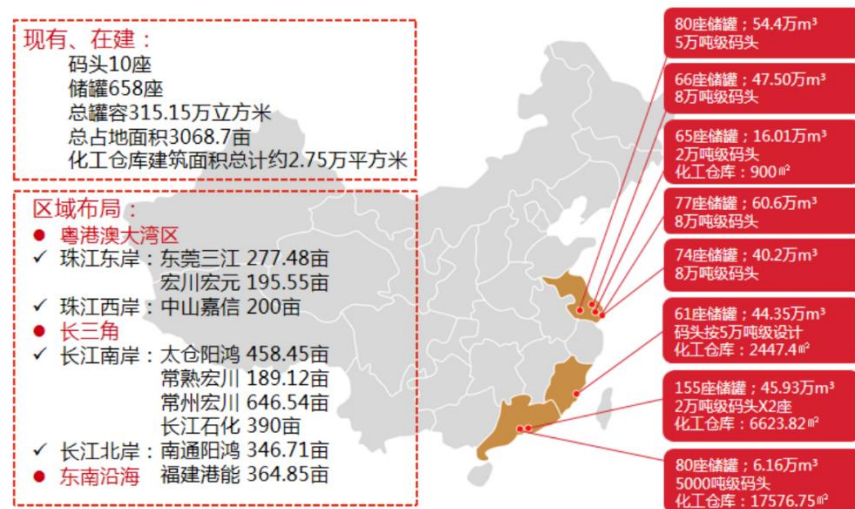 现有、在建：
码头10座
储罐658座
总罐容315.15万立方米
总占地面积3068.7亩
化工仓库建筑面积总计约2.75万平方米
区域布局：
● 粤港澳大湾区
✓ 珠江东岸：东莞三江 277.48亩
宏川宏元 195.55亩
✓ 珠江西岸：中山嘉信 200亩
● 长三角
✓ 长江南岸：太仓阳鸿 458.45亩
常熟宏川 189.12亩
常州宏川 646.54亩
长江石化 390亩
✓ 长江北岸：南通阳鸿 346.71亩
● 东南沿海 福建港能 364.85亩
80座储罐；54.4万m³
5万吨级码头
66座储罐；47.50万m³
8万吨级码头
65座储罐；16.01万m³
2万吨级码头
化工仓库：900㎡
77座储罐；60.6万m³
8万吨级码头
74座储罐；40.2万m³
8万吨级码头
61座储罐；44.35万m³
码头按5万吨级设计
化工仓库：2447.4㎡
155座储罐；45.93万m³
2万吨级码头X2座
化工仓库：6623.82㎡
80座储罐；6.16万m³
5000吨级码头
化工仓库：17576.75㎡